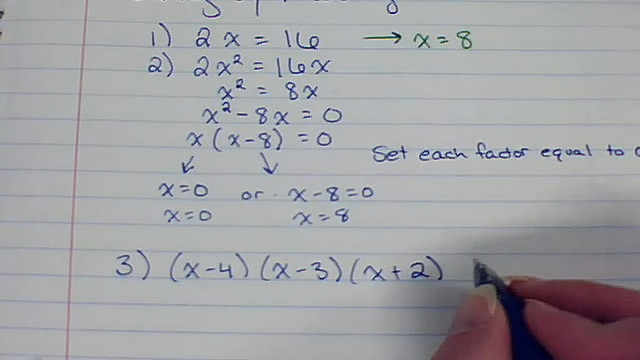 1) 2x = 16 → x = 8
2) 2x² = 16x
x² = 8x
x² - 8x = 0
x(x-8) = 0
Set each factor equal to
x=0 or x-8=0
x=0 x=8
3) (x-4)(x-3)(x+2)